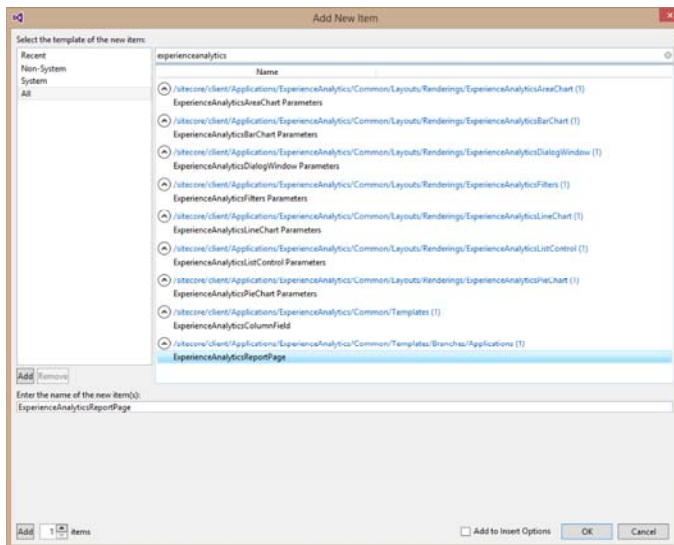 Add New Item
Select the template of the new item:
Recent
Non-System
System
All
experienceanalytics
Name
/sitecore/client/Applications/ExperienceAnalytics/Common/Layouts/Renderings/ExperienceAnalyticsAreaChart (1)
ExperienceAnalyticsAreaChart Parameters
/sitecore/client/Applications/ExperienceAnalytics/Common/Layouts/Renderings/ExperienceAnalyticsBarChart (1)
ExperienceAnalyticsBarChart Parameters
/sitecore/client/Applications/ExperienceAnalytics/Common/Layouts/Renderings/ExperienceAnalyticsDialogWindow (1)
ExperienceAnalyticsDialogWindow Parameters
/sitecore/client/Applications/ExperienceAnalytics/Common/Layouts/Renderings/ExperienceAnalyticsFilters (1)
ExperienceAnalyticsFilters Parameters
/sitecore/client/Applications/ExperienceAnalytics/Common/Layouts/Renderings/ExperienceAnalyticsLineChart (1)
ExperienceAnalyticsLineChart Parameters
/sitecore/client/Applications/ExperienceAnalytics/Common/Layouts/Renderings/ExperienceAnalyticsListControl (1)
ExperienceAnalyticsListControl Parameters
/sitecore/client/Applications/ExperienceAnalytics/Common/Layouts/Renderings/ExperienceAnalyticsPieChart (1)
ExperienceAnalyticsPieChart Parameters
/sitecore/client/Applications/ExperienceAnalytics/Common/Templates (1)
ExperienceAnalyticsColumnField
/sitecore/client/Applications/ExperienceAnalytics/Common/Templates/Branches/Applications (1)
ExperienceAnalyticsReportPage
Add Remove
Enter the name of the new item(s):
ExperienceAnalyticsReportPage
Add 1 items Add to Insert Options OK Cancel